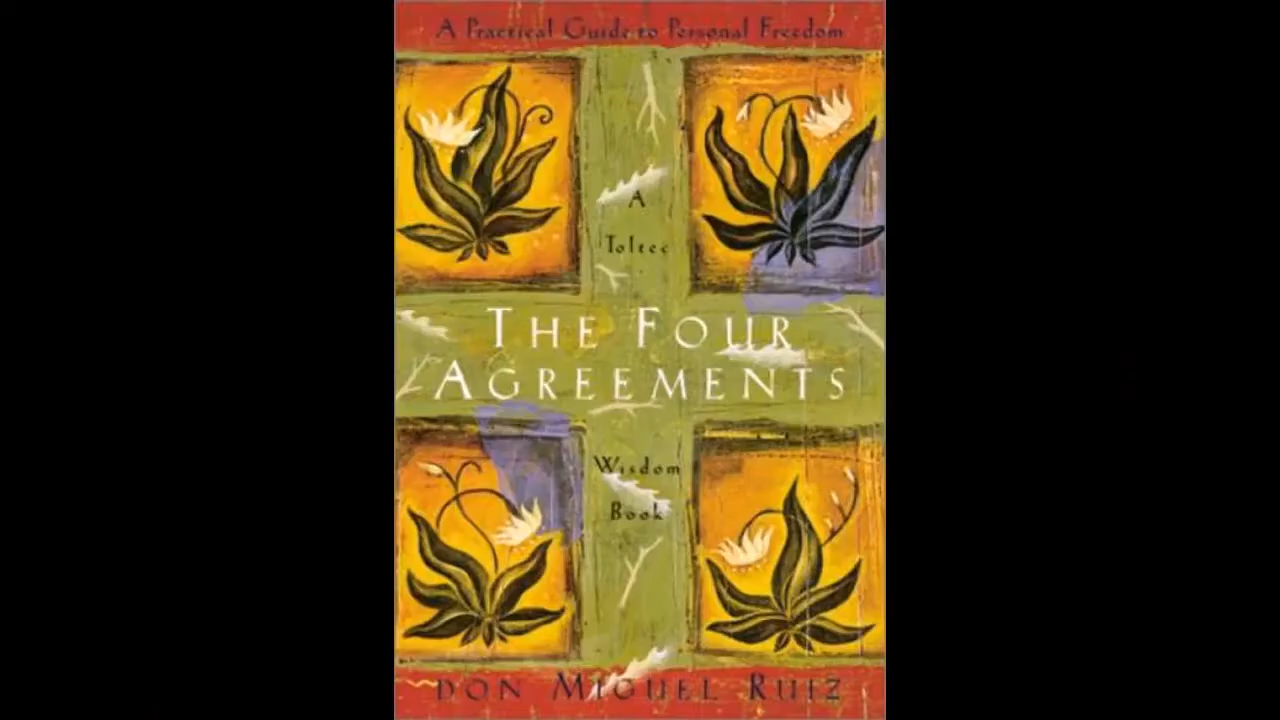 A Practical Guide to Personal Freedom
A
Toltec
THE FOUR
AGREEMENTS
Wisdom
Book
DON MIGUEL RUIZ